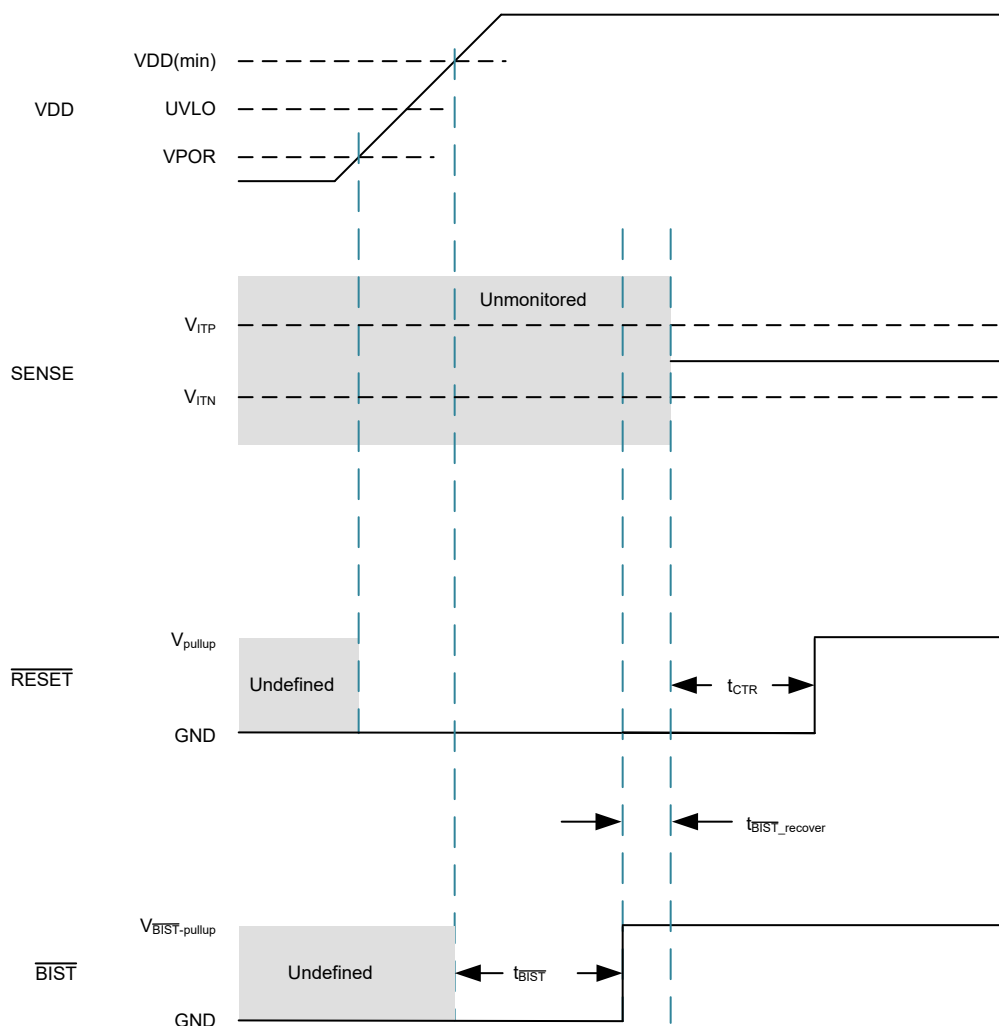 VDD(min)
VDD
UVLO
VPOR
Unmonitored
VITP
SENSE
VITN
Vpullup
RESET
Undefined
tCTR
GND
tBIST_recover
VBIST-pullup
BIST
Undefined
tBIST
GND